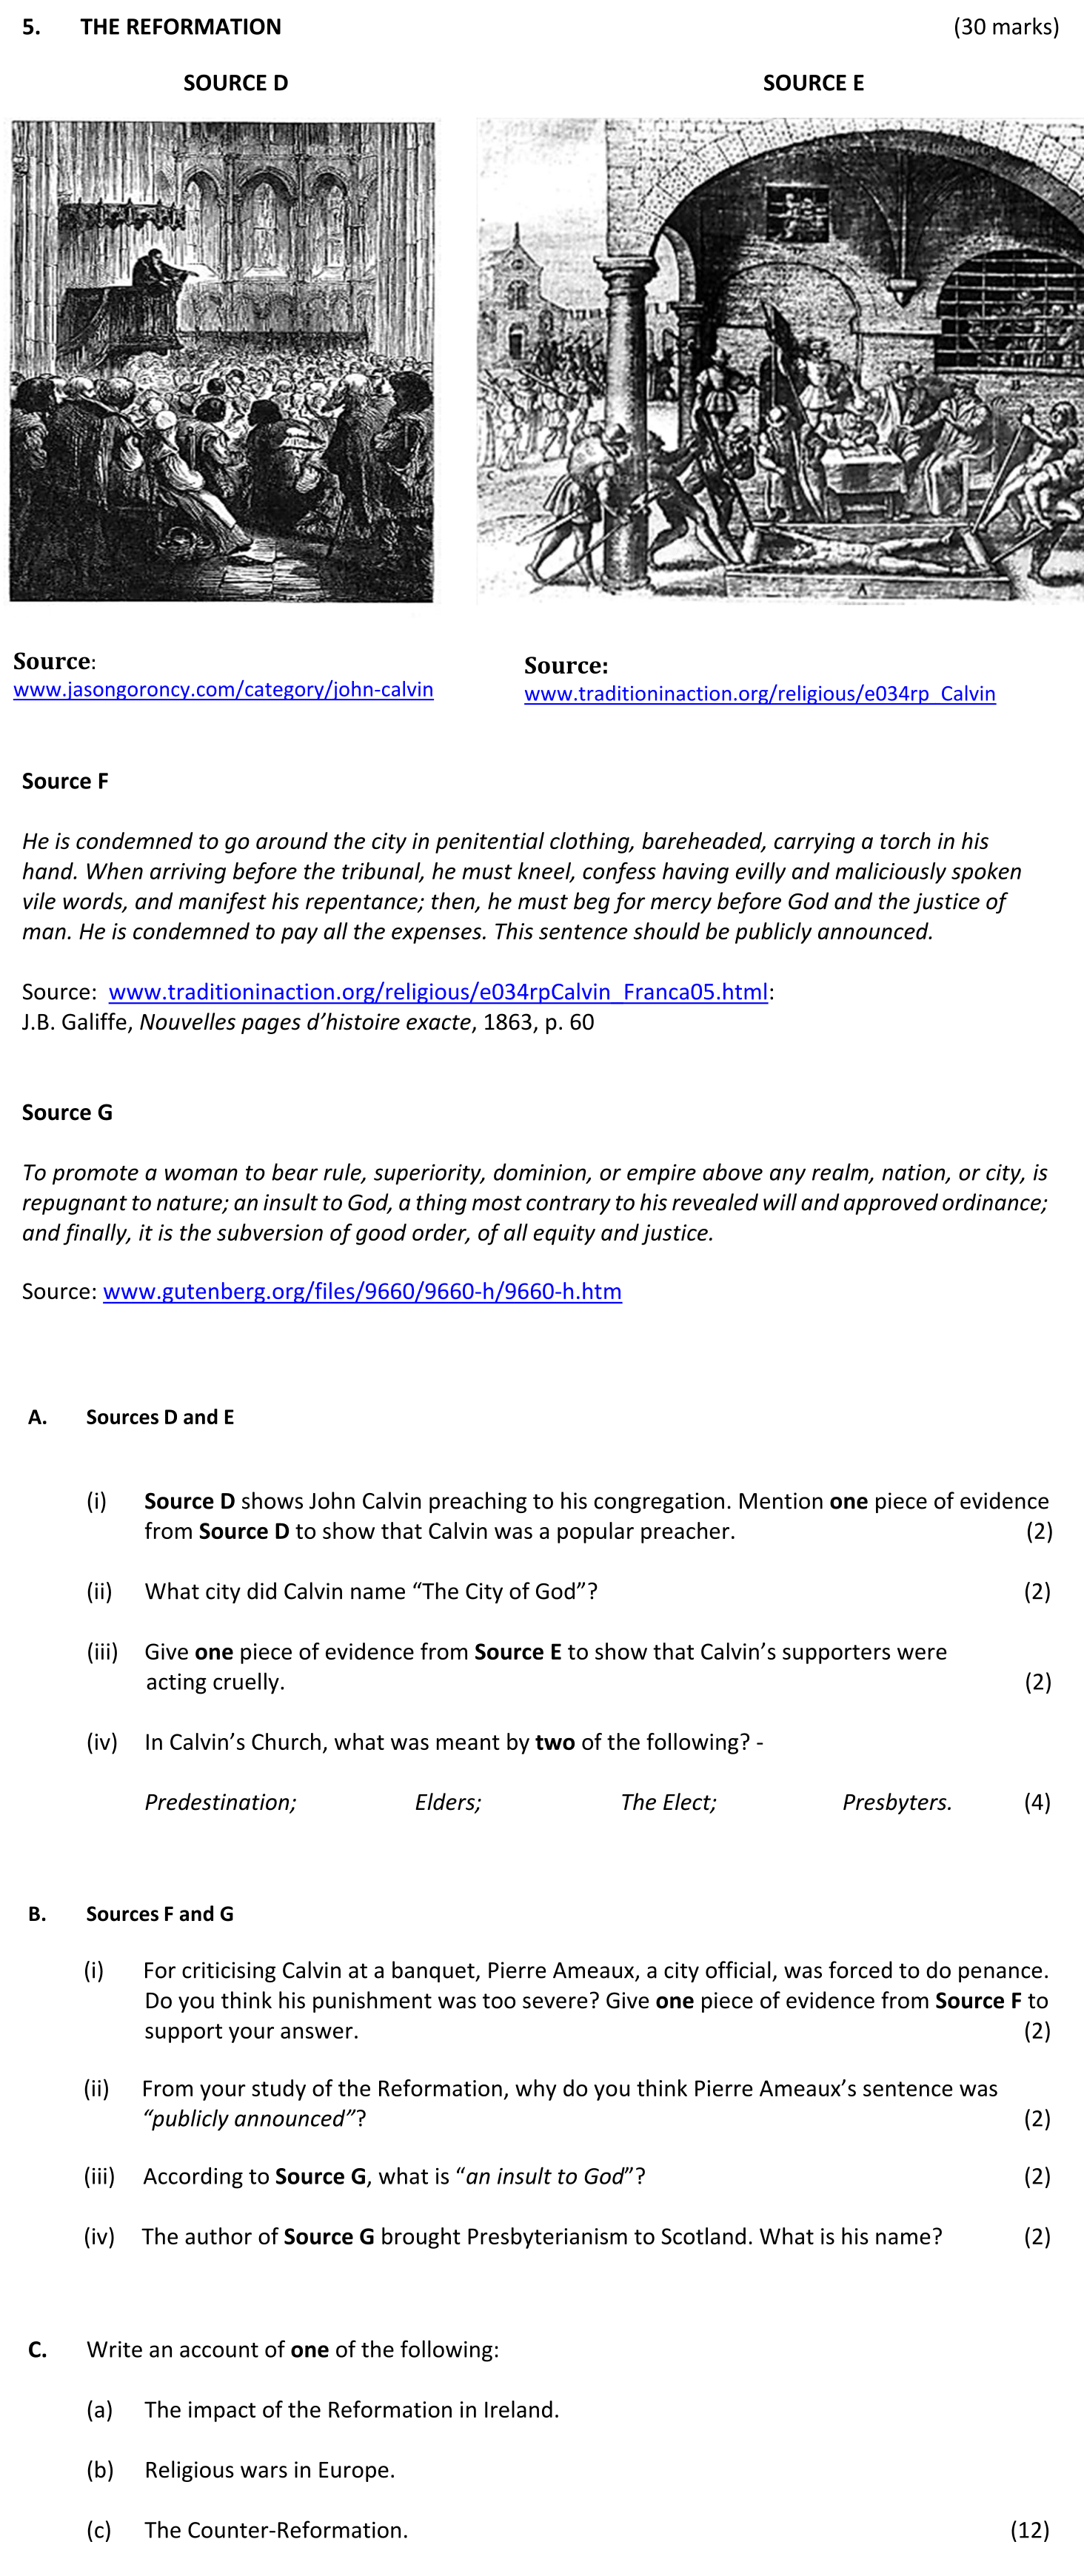 5. THE REFORMATION (30 marks)
SOURCE D SOURCE E
Source: Source:
www.jasongoroncy.com/category/john-calvin www.traditioninaction.org/religious/e034rp_Calvin
Source F
He is condemned to go around the city in penitential clothing, bareheaded, carrying a torch in his
hand. When arriving before the tribunal, he must kneel, confess having evilly and maliciously spoken
vile words, and manifest his repentance; then, he must beg for mercy before God and the justice of
man. He is condemned to pay all the expenses. This sentence should be publicly announced.
Source: www.traditioninaction.org/religious/e034rpCalvin_Franca05.html:
J.B. Galiffe, Nouvelles pages d’histoire exacte, 1863, p. 60
Source G
To promote a woman to bear rule, superiority, dominion, or empire above any realm, nation, or city, is
repugnant to nature; an insult to God, a thing most contrary to his revealed will and approved ordinance;
and finally, it is the subversion of good order, of all equity and justice.
Source: www.gutenberg.org/files/9660/9660-h/9660-h.htm
A. Sources D and E
(i) Source D shows John Calvin preaching to his congregation. Mention one piece of evidence
from Source D to show that Calvin was a popular preacher. (2)
(ii) What city did Calvin name “The City of God”? (2)
(iii) Give one piece of evidence from Source E to show that Calvin’s supporters were
acting cruelly. (2)
(iv) In Calvin’s Church, what was meant by two of the following? -
Predestination; Elders; The Elect; Presbyters. (4)
B. Sources F and G
(i) For criticising Calvin at a banquet, Pierre Ameaux, a city official, was forced to do penance.
Do you think his punishment was too severe? Give one piece of evidence from Source F to
support your answer. (2)
(ii) From your study of the Reformation, why do you think Pierre Ameaux’s sentence was
“publicly announced”? (2)
(iii) According to Source G, what is “an insult to God”? (2)
(iv) The author of Source G brought Presbyterianism to Scotland. What is his name? (2)
C. Write an account of one of the following:
(a) The impact of the Reformation in Ireland.
(b) Religious wars in Europe.
(c) The Counter-Reformation. (12)